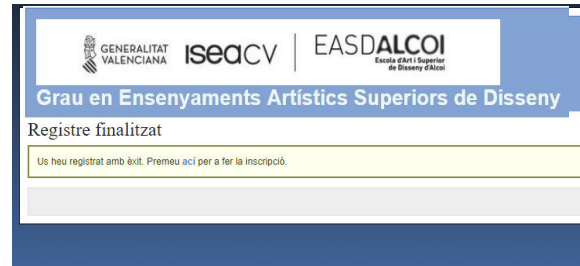 GENERALITAT
VALENCIANA
ISEACV
EASDALCOI
Escola d'Art i Superior
de Disseny d'Alcoi
Grau en Ensenyaments Artístics Superiors de Disseny
Registre finalitzat
Us heu registrat amb èxit. Premeu ací per a fer la inscripció.